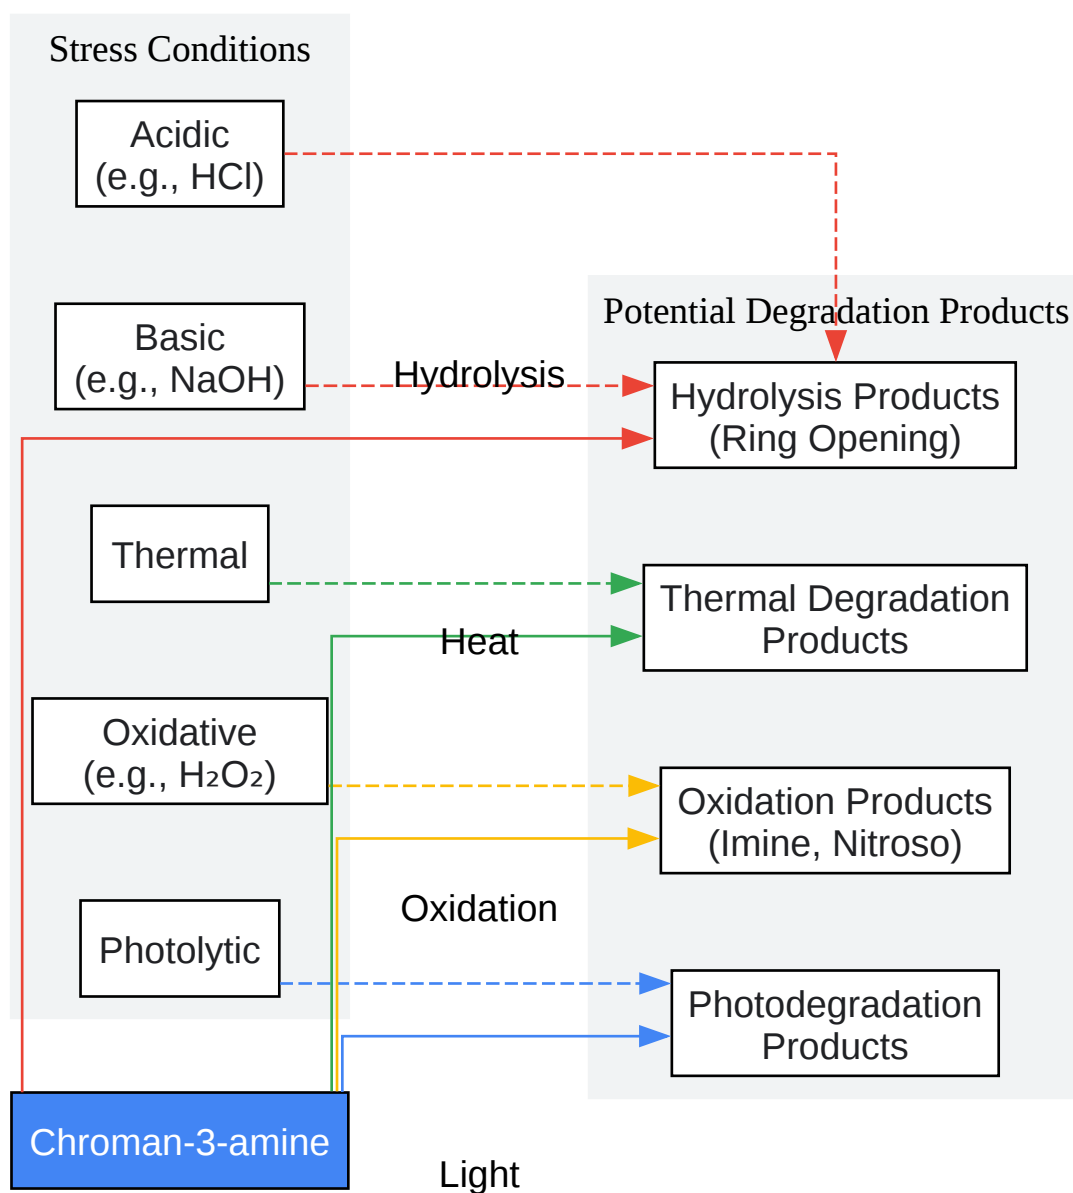 Stress Conditions
Acidic
(e.g., HCl)
Basic
(e.g., NaOH)
Thermal
Oxidative
(e.g., H₂O₂)
Photolytic
Chroman-3-amine
Hydrolysis
Heat
Oxidation
Light
Potential Degradation Products
Hydrolysis Products
(Ring Opening)
Thermal Degradation
Products
Oxidation Products
(Imine, Nitroso)
Photodegradation
Products